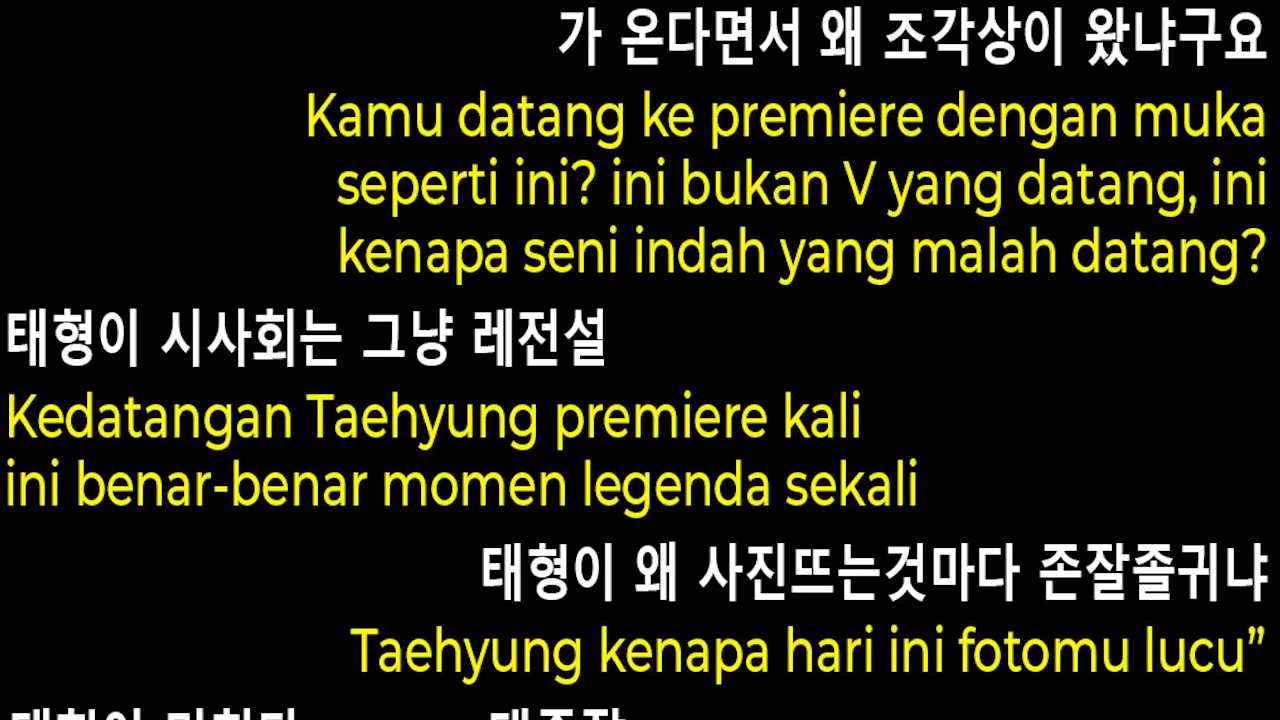 가 온다면서 왜 조각상이 왔냐구요
Kamu datang ke premiere dengan muka
seperti ini? ini bukan V yang datang, ini
kenapa seni indah yang malah datang?
태형이 시사회는 그냥 레전설
Kedatangan Taehyung premiere kali
ini benar-benar momen legenda sekali
태형이 왜 사진뜨는것마다 존잘졸귀냐
Taehyung kenapa hari ini fotomu lucu”